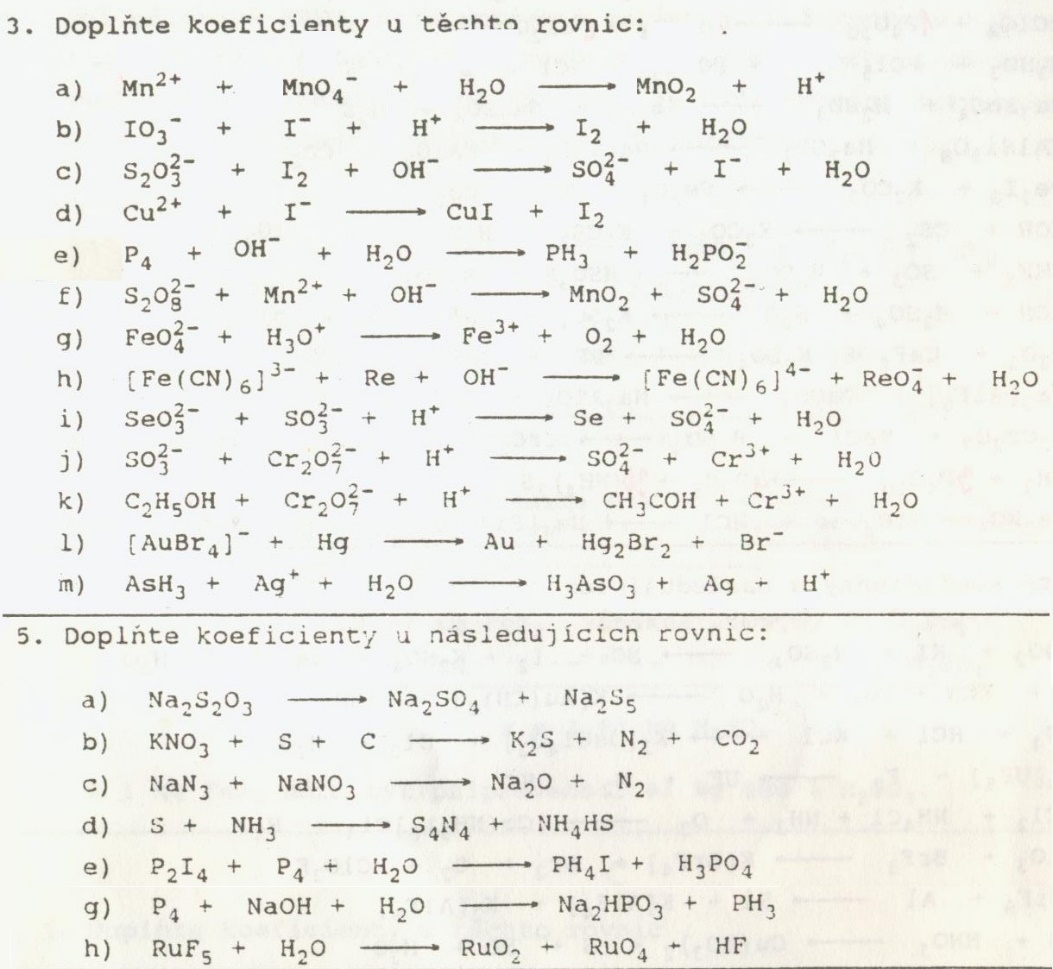 3. Doplňte koeficienty u těchto rovnic:
a) Mn²⁺ + MnO₄⁻ + H₂O ⟶ MnO₂ + H⁺
b) IO₃⁻ + I⁻ + H⁺ ⟶ I₂ + H₂O
c) S₂O₃²⁻ + I₂ + OH⁻ ⟶ SO₄²⁻ + I⁻ + H₂O
d) Cu²⁺ + I⁻ ⟶ CuI + I₂
e) P₄ + OH⁻ + H₂O ⟶ PH₃ + H₂PO₂⁻
f) S₂O₈²⁻ + Mn²⁺ + OH⁻ ⟶ MnO₂ + SO₄²⁻ + H₂O
g) FeO₄²⁻ + H₃O⁺ ⟶ Fe³⁺ + O₂ + H₂O
h) [Fe(CN)₆]³⁻ + Re + OH⁻ ⟶ [Fe(CN)₆]⁴⁻ + ReO₄⁻ + H₂O
i) SeO₃²⁻ + SO₃²⁻ + H⁺ ⟶ Se + SO₄²⁻ + H₂O
j) SO₃²⁻ + Cr₂O₇²⁻ + H⁺ ⟶ SO₄²⁻ + Cr³⁺ + H₂O
k) C₂H₅OH + Cr₂O₇²⁻ + H⁺ ⟶ CH₃COH + Cr³⁺ + H₂O
l) [AuBr₄]⁻ + Hg ⟶ Au + Hg₂Br₂ + Br⁻
m) AsH₃ + Ag⁺ + H₂O ⟶ H₃AsO₃ + Ag + H⁺
5. Doplňte koeficienty u následujících rovnic:
a) Na₂S₂O₃ ⟶ Na₂SO₄ + Na₂S₅
b) KNO₃ + S + C ⟶ K₂S + N₂ + CO₂
c) NaN₃ + NaNO₃ ⟶ Na₂O + N₂
d) S + NH₃ ⟶ S₄N₄ + NH₄HS
e) P₂I₄ + P₄ + H₂O ⟶ PH₄I + H₃PO₄
g) P₄ + NaOH + H₂O ⟶ Na₂HPO₃ + PH₃
h) RuF₅ + H₂O ⟶ RuO₂ + RuO₄ + HF